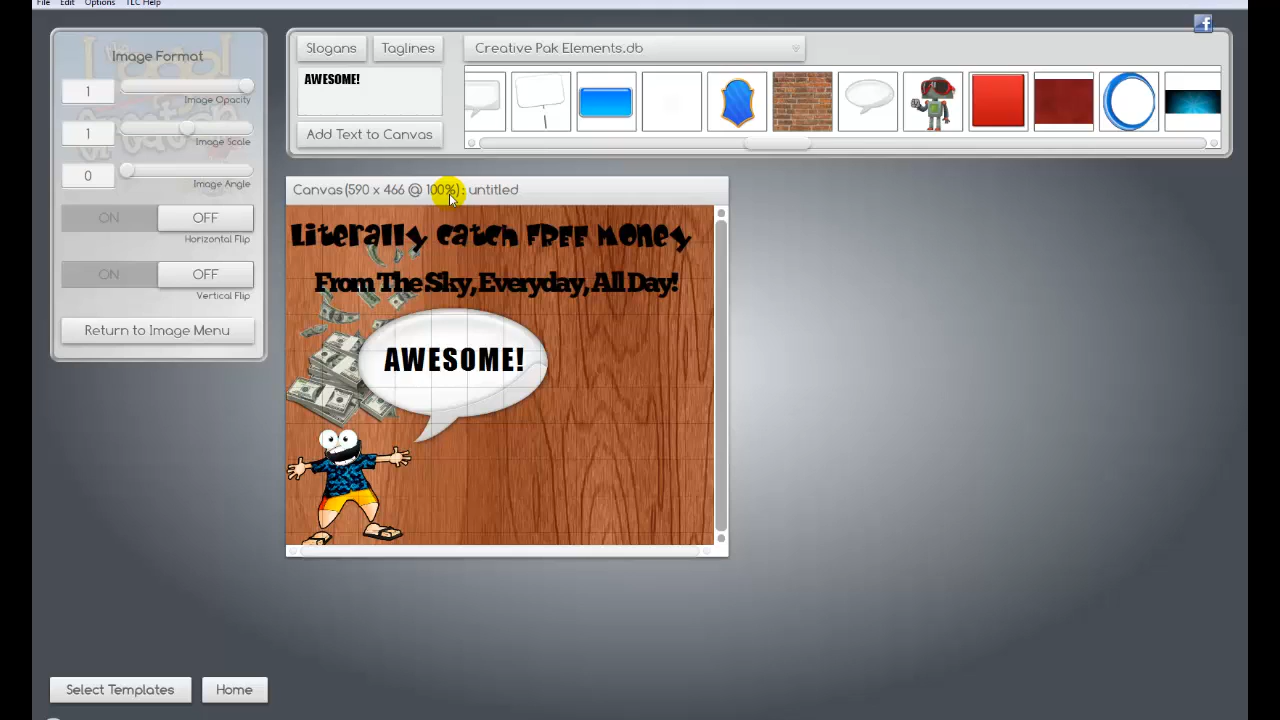 File Edit Options TLC Help
Image Format
1
Image Opacity
1
Image Scale
0
Image Angle
ON OFF
Horizontal Flip
ON OFF
Vertical Flip
Return to Image Menu
Slogans Taglines Creative Pak Elements.db
AWESOME!
Add Text to Canvas
f
Canvas (590 x 466 @ 100%) : untitled
Literally Catch FREE Money
From The Sky, Everyday, All Day!
AWESOME!
Select Templates Home